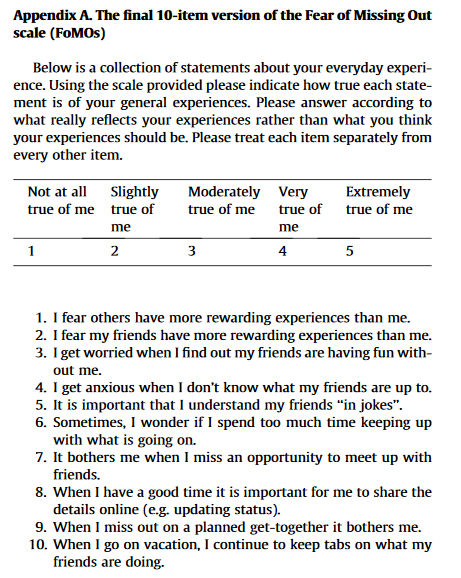 Appendix A. The final 10-item version of the Fear of Missing Out
scale (FoMOs)
Below is a collection of statements about your everyday experi-
ence. Using the scale provided please indicate how true each state-
ment is of your general experiences. Please answer according to
what really reflects your experiences rather than what you think
your experiences should be. Please treat each item separately from
every other item.
Not at all Slightly Moderately Very Extremely
true of me true of true of me true of true of me
me me
1 2 3 4 5
1. I fear others have more rewarding experiences than me.
2. I fear my friends have more rewarding experiences than me.
3. I get worried when I find out my friends are having fun with-
out me.
4. I get anxious when I don't know what my friends are up to.
5. It is important that I understand my friends "in jokes".
6. Sometimes, I wonder if I spend too much time keeping up
with what is going on.
7. It bothers me when I miss an opportunity to meet up with
friends.
8. When I have a good time it is important for me to share the
details online (e.g. updating status).
9. When I miss out on a planned get-together it bothers me.
10. When I go on vacation, I continue to keep tabs on what my
friends are doing.